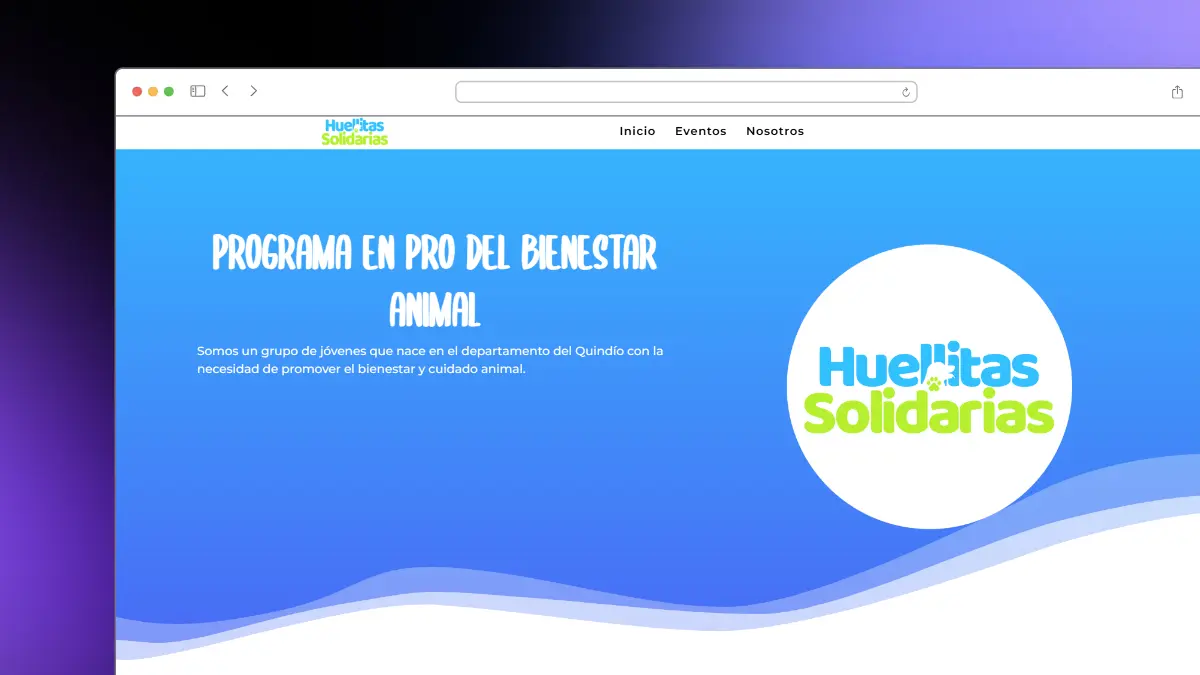 Huellitas
Solidarias
Inicio Eventos Nosotros
PROGRAMA EN PRO DEL BIENESTAR
ANIMAL
Somos un grupo de jóvenes que nace en el departamento del Quindío con la
necesidad de promover el bienestar y cuidado animal.
Huellitas
Solidarias